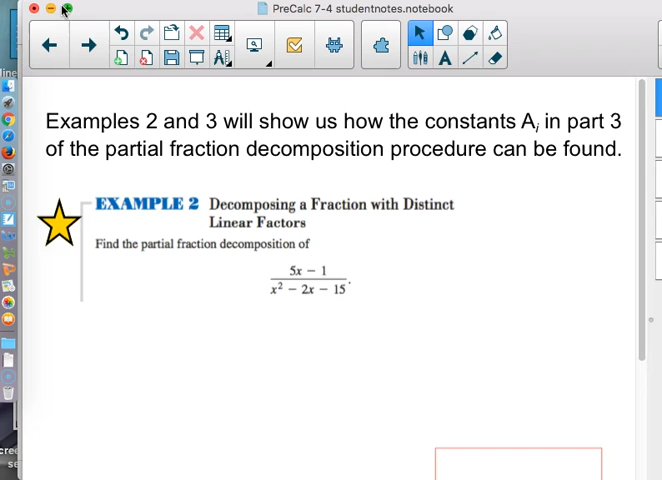 PreCalc 7-4 studentnotes.notebook
Examples 2 and 3 will show us how the constants Aᵢ in part 3
of the partial fraction decomposition procedure can be found.
EXAMPLE 2 Decomposing a Fraction with Distinct
Linear Factors
Find the partial fraction decomposition of
5x − 1
x² − 2x − 15.